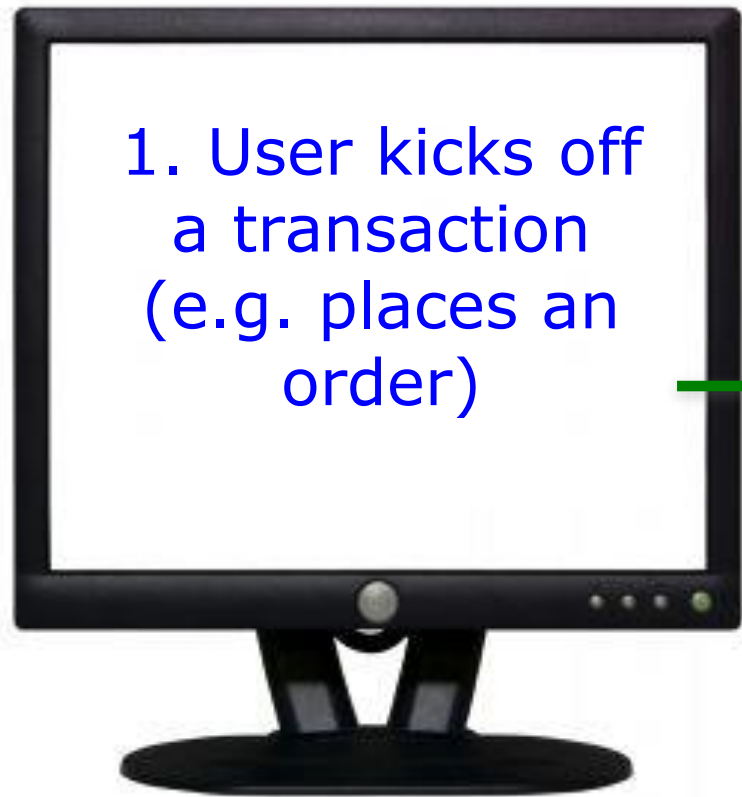 1. User kicks off
a transaction
(e.g. places an
order)